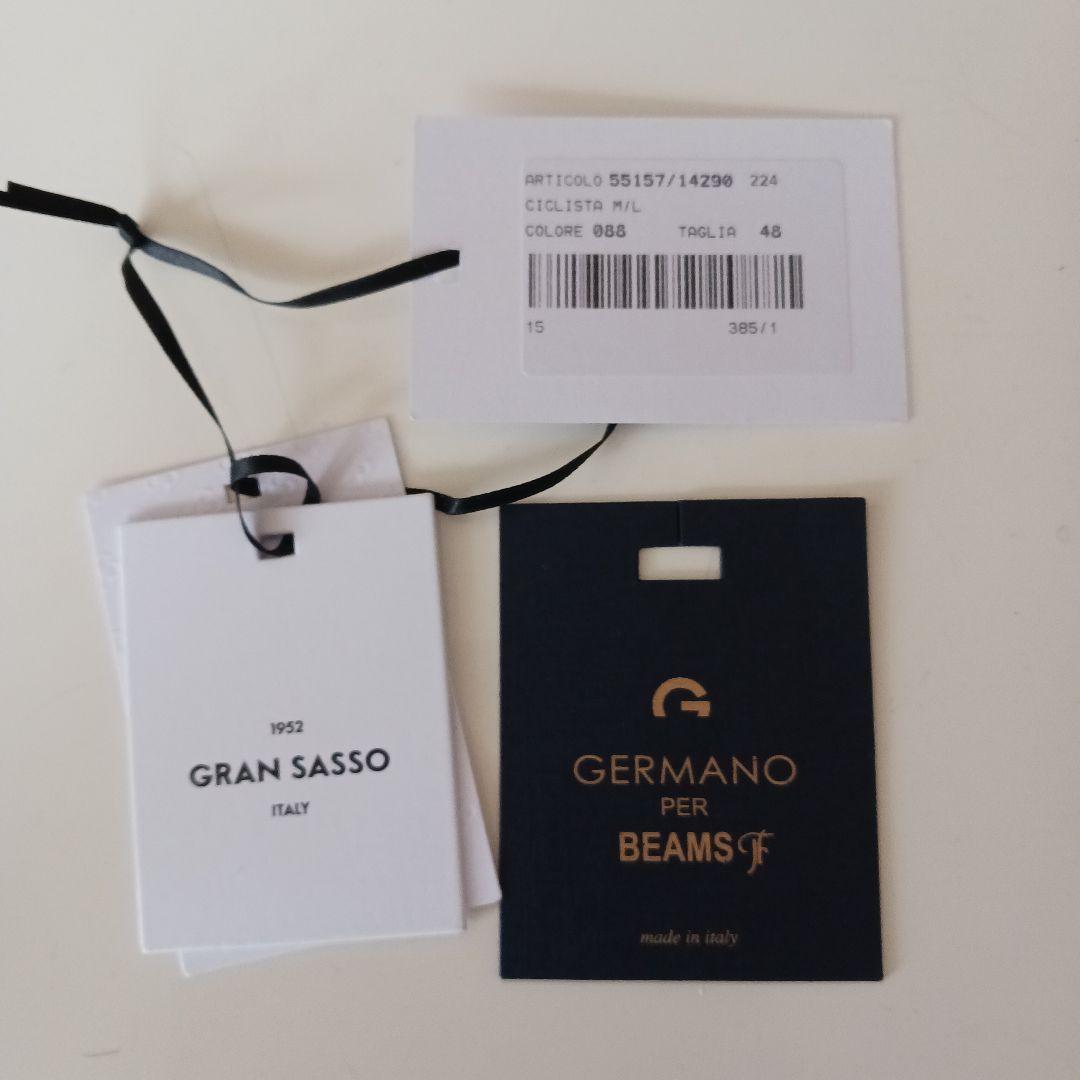 ARTICOLO 55157/14290 224
CICLISTA M/L
COLORE 088 TAGLIA 48
15 385/1
1952
GRAN SASSO
ITALY
G
GERMANO
PER
BEAMS F
made in italy